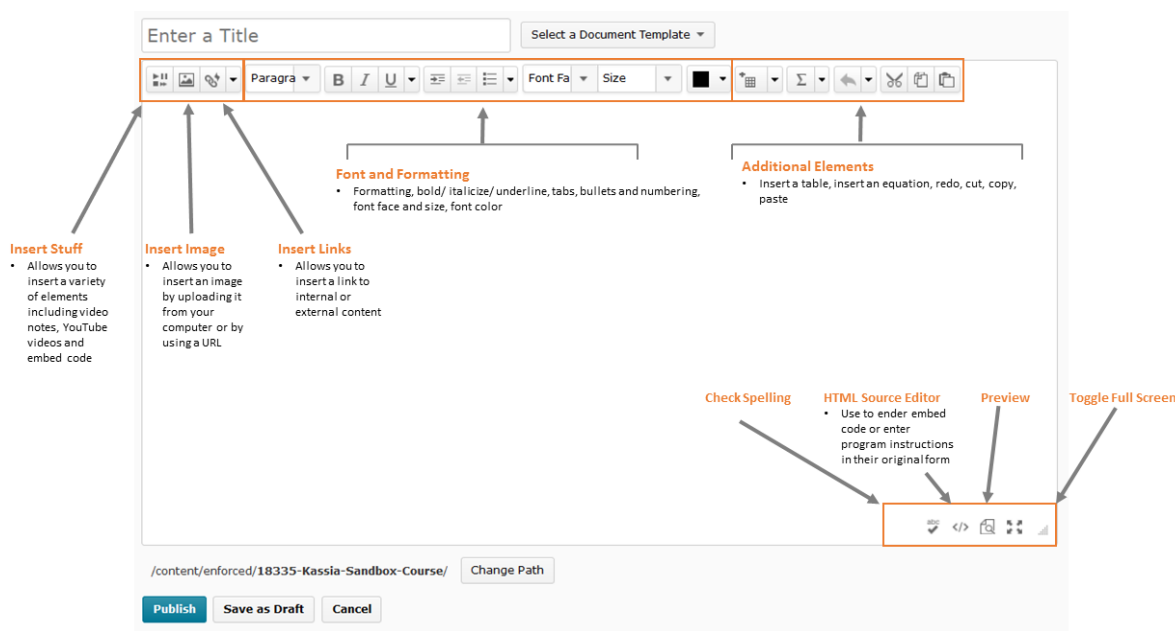 Enter a Title
Select a Document Template
Paragra
B I U
Font Fa
Size
Σ
Font and Formatting
• Formatting, bold/ italicize/ underline, tabs, bullets and numbering,
font face and size, font color
Additional Elements
• Insert a table, insert an equation, redo, cut, copy,
paste
Insert Stuff
• Allows you to
insert a variety
of elements
including video
notes, YouTube
videos and
embed code
Insert Image
• Allows you to
insert an image
by uploading it
from your
computer or by
using a URL
Insert Links
• Allows you to
insert a link to
internal or
external content
Check Spelling
HTML Source Editor
• Use to ender embed
code or enter
program instructions
in their original form
Preview
Toggle Full Screen
abc
</>
/content/enforced/18335-Kassia-Sandbox-Course/
Change Path
Publish
Save as Draft
Cancel